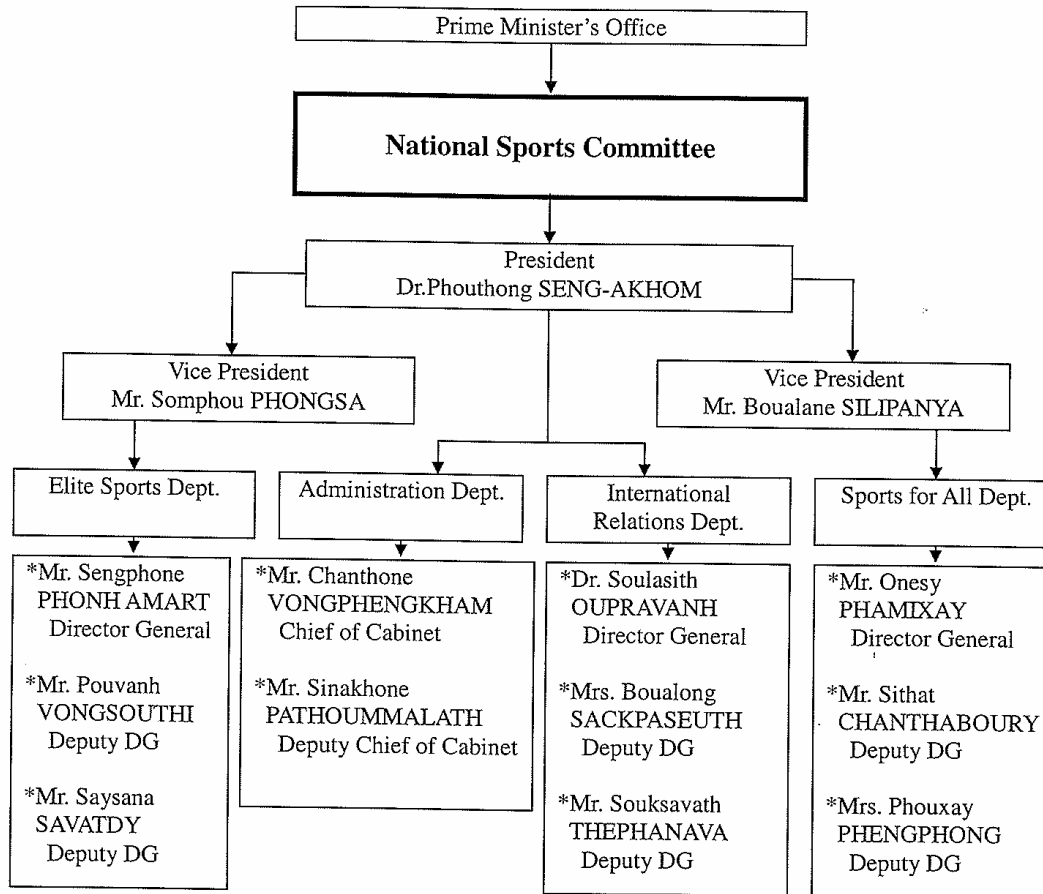 Prime Minister's Office
National Sports Committee
President
Dr.Phouthong SENG-AKHOM
Vice President
Mr. Somphou PHONGSA
Vice President
Mr. Boualane SILIPANYA
Elite Sports Dept.
Administration Dept.
International
Relations Dept.
Sports for All Dept.
*Mr. Sengphone
PHONH AMART
Director General
*Mr. Pouvanh
VONGSOUTHI
Deputy DG
*Mr. Saysana
SAVATDY
Deputy DG
*Mr. Chanthone
VONGPHENGKHAM
Chief of Cabinet
*Mr. Sinakhone
PATHOUMMALATH
Deputy Chief of Cabinet
*Dr. Soulasith
OUPRAVANH
Director General
*Mrs. Boualong
SACKPASEUTH
Deputy DG
*Mr. Souksavath
THEPHANAVA
Deputy DG
*Mr. Onesy
PHAMIXAY
Director General
*Mr. Sithat
CHANTHABOURY
Deputy DG
*Mrs. Phouxay
PHENGPHONG
Deputy DG